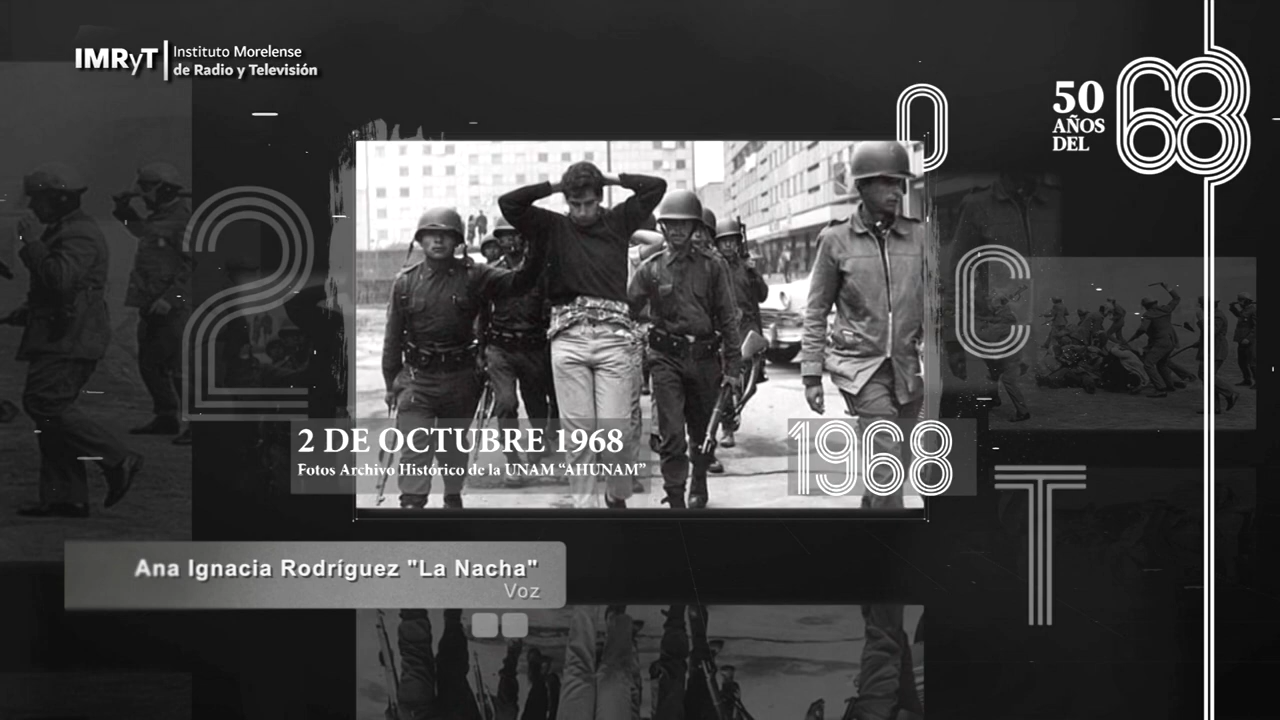 IMRyT
Instituto Morelense
de Radio y Televisión
50
AÑOS
DEL
68
2
O
C
T
2 DE OCTUBRE 1968
Fotos Archivo Histórico de la UNAM “AHUNAM”
1968
Ana Ignacia Rodríguez "La Nacha"
Voz